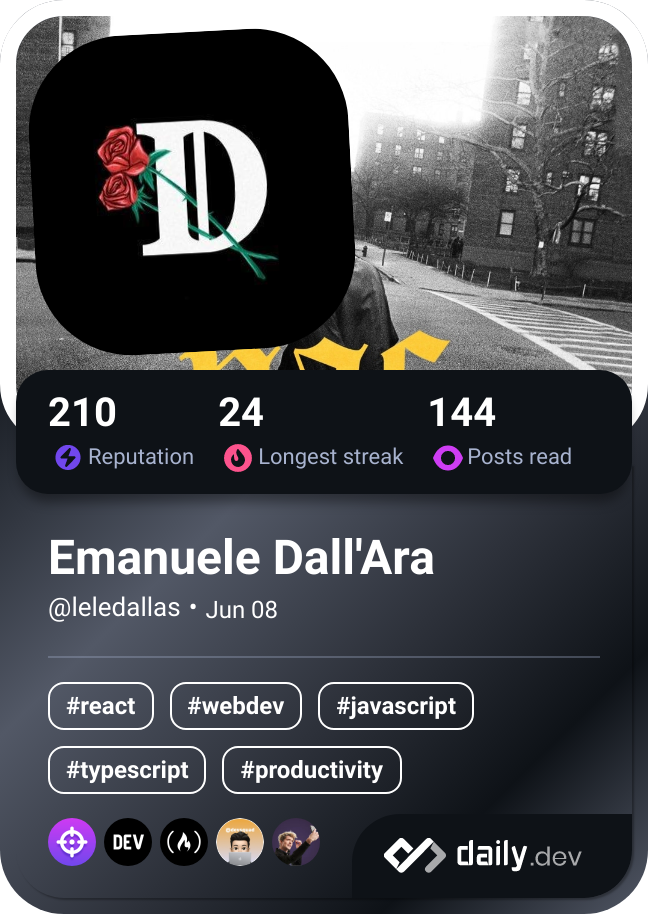 D
210 24 144
Reputation Longest streak Posts read
Emanuele Dall'Ara
@leledallas • Jun 08
#react #webdev #javascript
#typescript #productivity
DEV
daily.dev